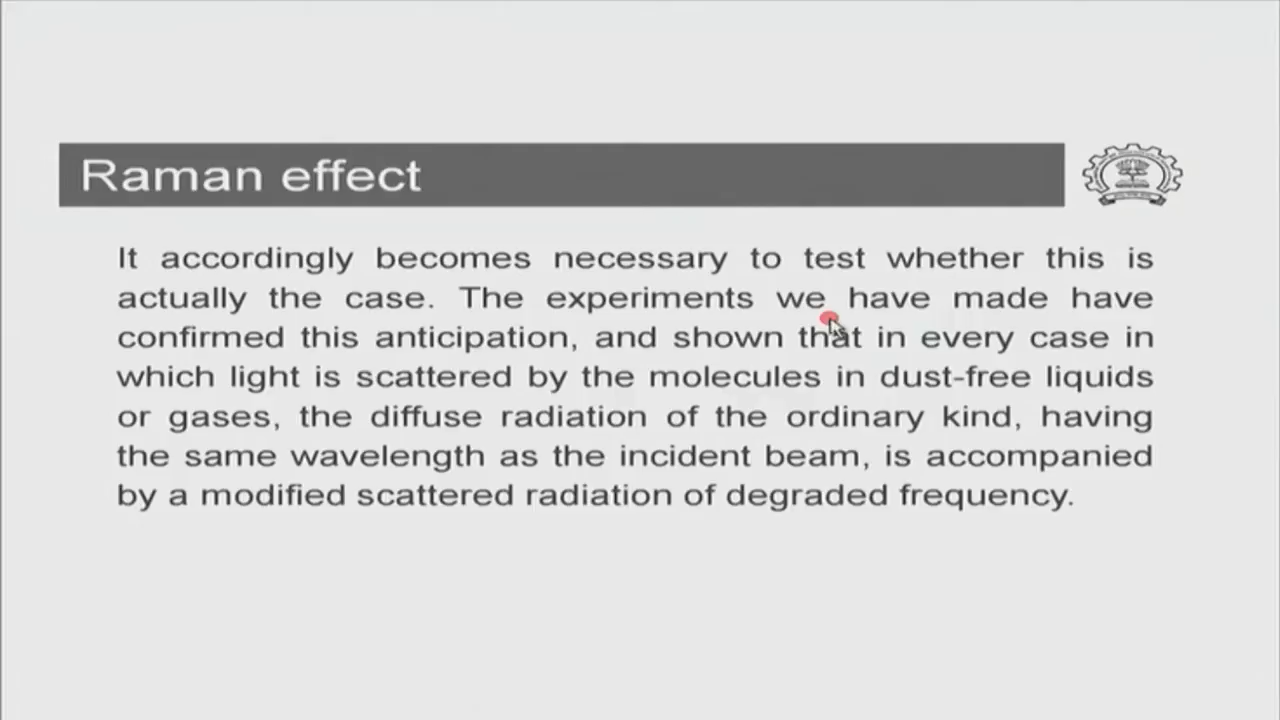 Raman effect
It accordingly becomes necessary to test whether this is
actually the case. The experiments we have made have
confirmed this anticipation, and shown that in every case in
which light is scattered by the molecules in dust-free liquids
or gases, the diffuse radiation of the ordinary kind, having
the same wavelength as the incident beam, is accompanied
by a modified scattered radiation of degraded frequency.